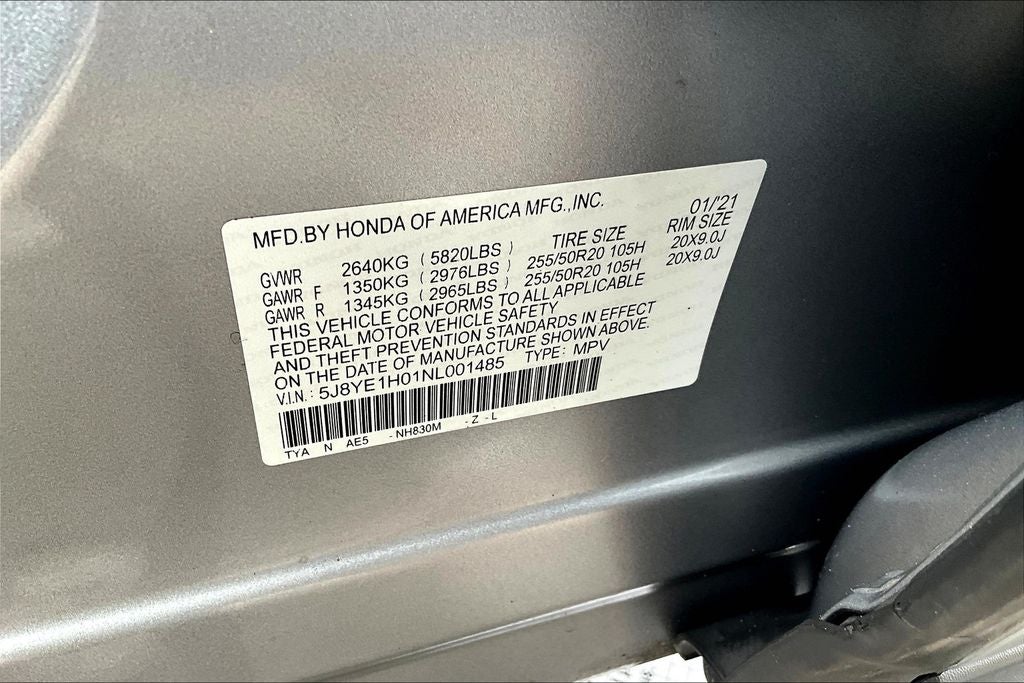 MFD.BY HONDA OF AMERICA MFG.,INC. 01/'21
GVWR 2640KG ( 5820LBS ) TIRE SIZE RIM SIZE
GAWR F 1350KG ( 2976LBS ) 255/50R20 105H 20X9.0J
GAWR R 1345KG ( 2965LBS ) 255/50R20 105H 20X9.0J
THIS VEHICLE CONFORMS TO ALL APPLICABLE
FEDERAL MOTOR VEHICLE SAFETY
AND THEFT PREVENTION STANDARDS IN EFFECT
ON THE DATE OF MANUFACTURE SHOWN ABOVE.
V.I.N.: 5J8YE1H01NL001485 TYPE: MPV
TYA N AE5 - NH830M - Z - L